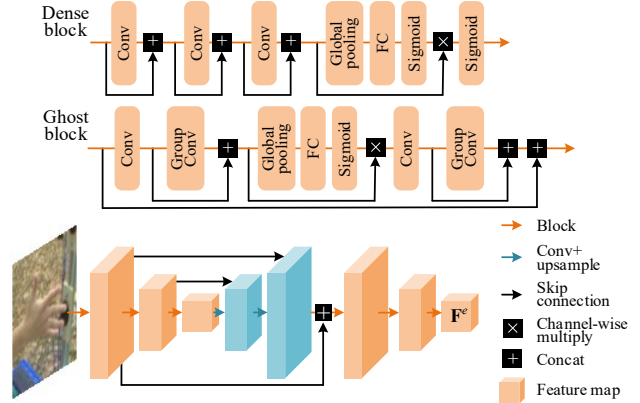 Dense
block
Conv
Conv
Conv
Global
pooling
FC
Sigmoid
Sigmoid
Ghost
block
Conv
Group
Conv
Global
pooling
FC
Sigmoid
Conv
Group
Conv
Block
Conv+
upsample
Skip
connection
Channel-wise
multiply
Concat
Feature map
F^e